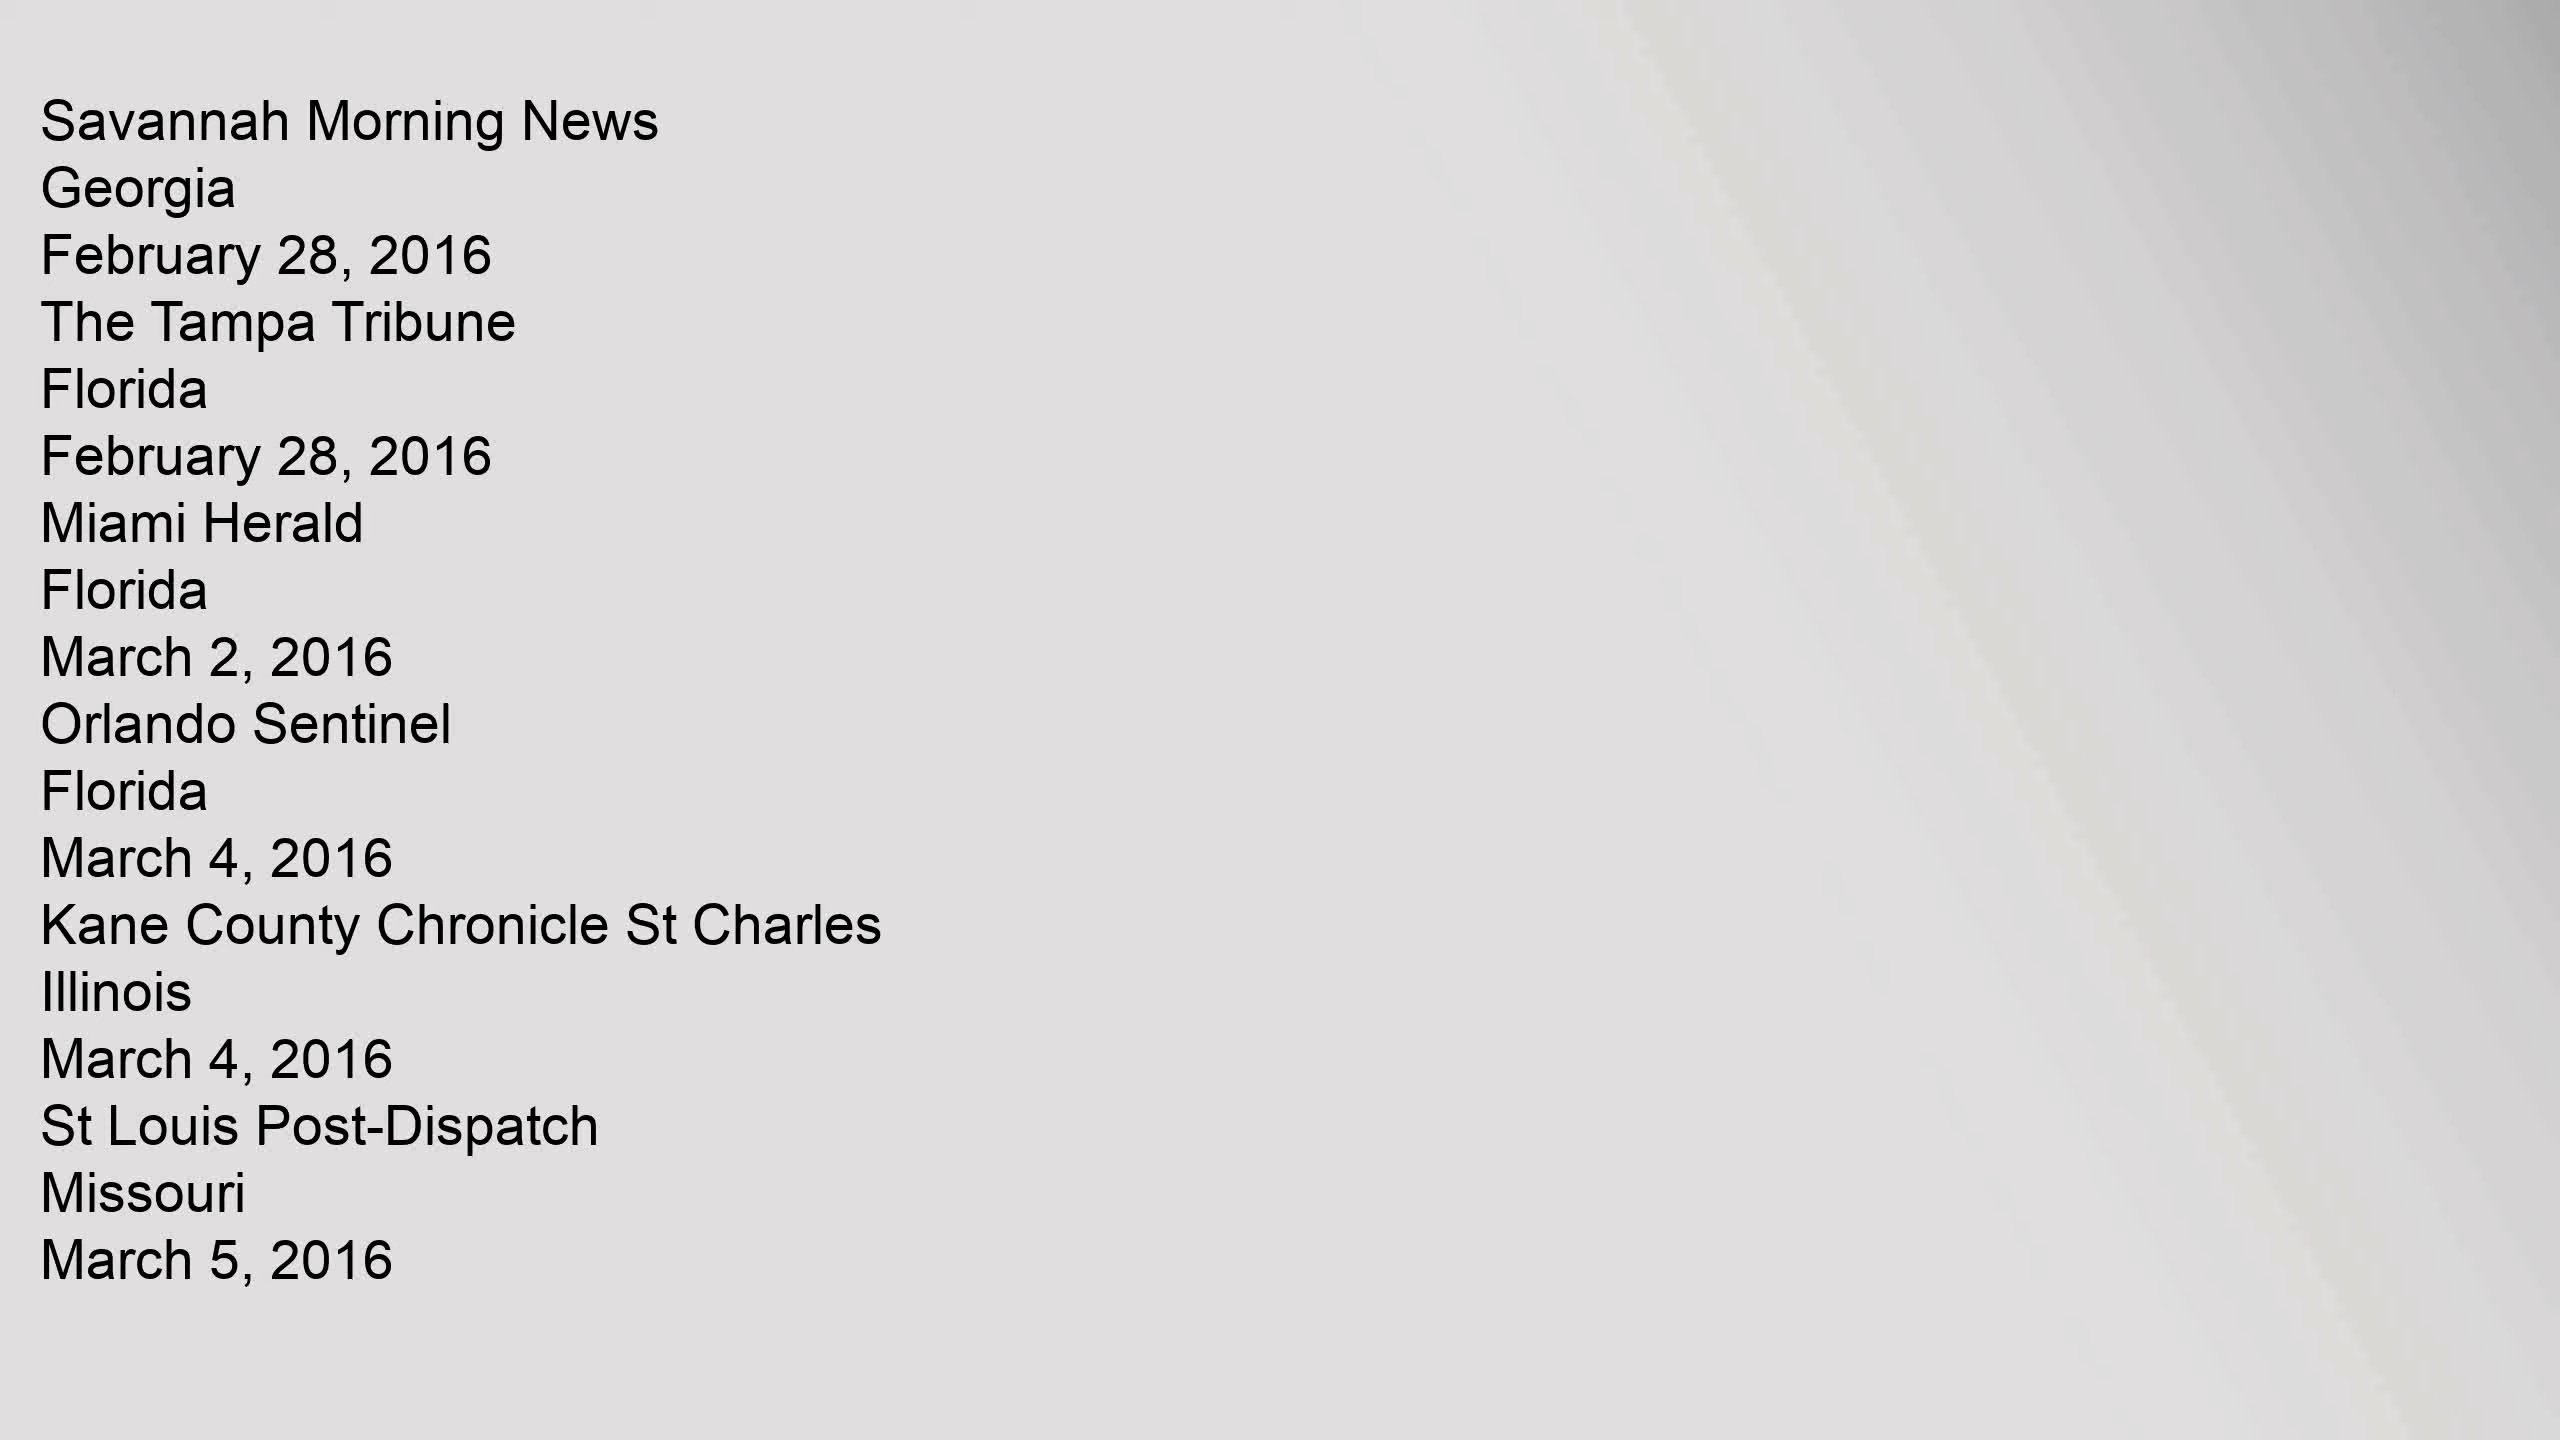 Savannah Morning News
Georgia
February 28, 2016
The Tampa Tribune
Florida
February 28, 2016
Miami Herald
Florida
March 2, 2016
Orlando Sentinel
Florida
March 4, 2016
Kane County Chronicle St Charles
Illinois
March 4, 2016
St Louis Post-Dispatch
Missouri
March 5, 2016